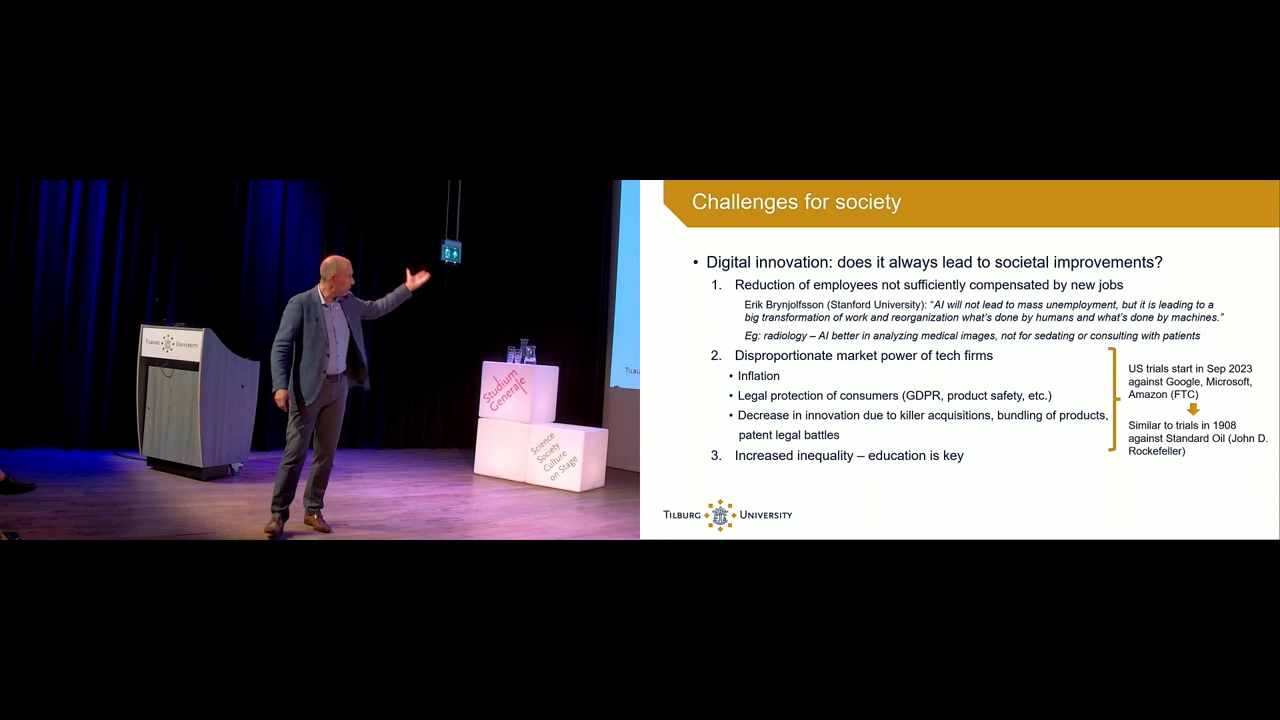 TILBURG UNIVERSITY
Studium
Generale
Science
Society
Culture
on Stage
Challenges for society
• Digital innovation: does it always lead to societal improvements?
1. Reduction of employees not sufficiently compensated by new jobs
Erik Brynjolfsson (Stanford University): “AI will not lead to mass unemployment, but it is leading to a
big transformation of work and reorganization what’s done by humans and what’s done by machines.”
Eg: radiology – AI better in analyzing medical images, not for sedating or consulting with patients
2. Disproportionate market power of tech firms
• Inflation
• Legal protection of consumers (GDPR, product safety, etc.)
• Decrease in innovation due to killer acquisitions, bundling of products,
patent legal battles
US trials start in Sep 2023
against Google, Microsoft,
Amazon (FTC)
Similar to trials in 1908
against Standard Oil (John D.
Rockefeller)
3. Increased inequality – education is key
TILBURG UNIVERSITY